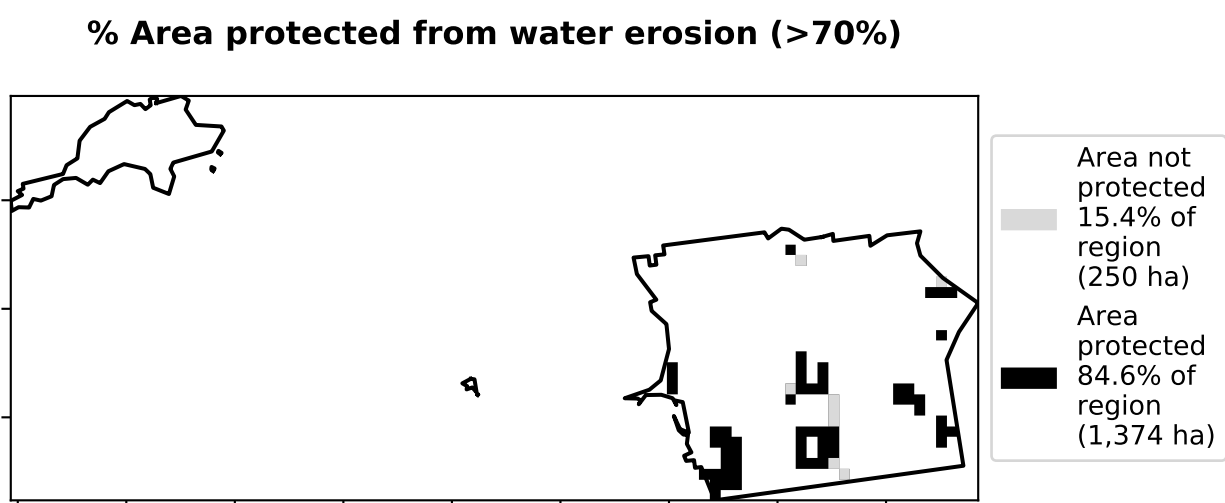 % Area protected from water erosion (>70%)
Area not
protected
15.4% of
region
(250 ha)
Area
protected
84.6% of
region
(1,374 ha)